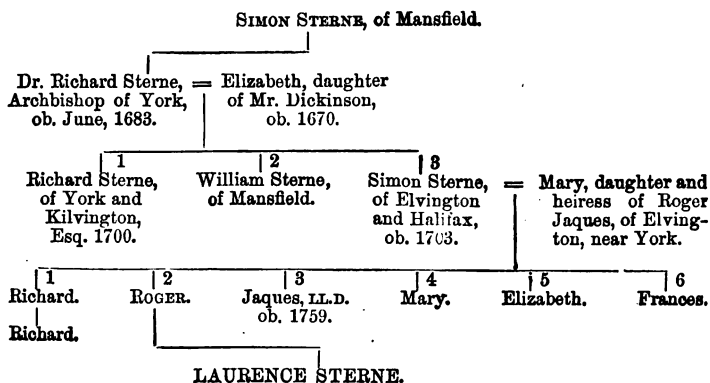 SIMON STERNE, of Mansfield.
Dr. Richard Sterne,
Archbishop of York,
ob. June, 1683.
=
Elizabeth, daughter
of Mr. Dickinson,
ob. 1670.
1
Richard Sterne,
of York and
Kilvington,
Esq. 1700.
2
William Sterne,
of Mansfield.
3
Simon Sterne,
of Elvington
and Halifax,
ob. 1703.
=
Mary, daughter and
heiress of Roger
Jaques, of Elving-
ton, near York.
1
Richard.
Richard.
2
ROGER.
3
Jaques, LL.D.
ob. 1759.
4
Mary.
5
Elizabeth.
6
Frances.
LAURENCE STERNE.